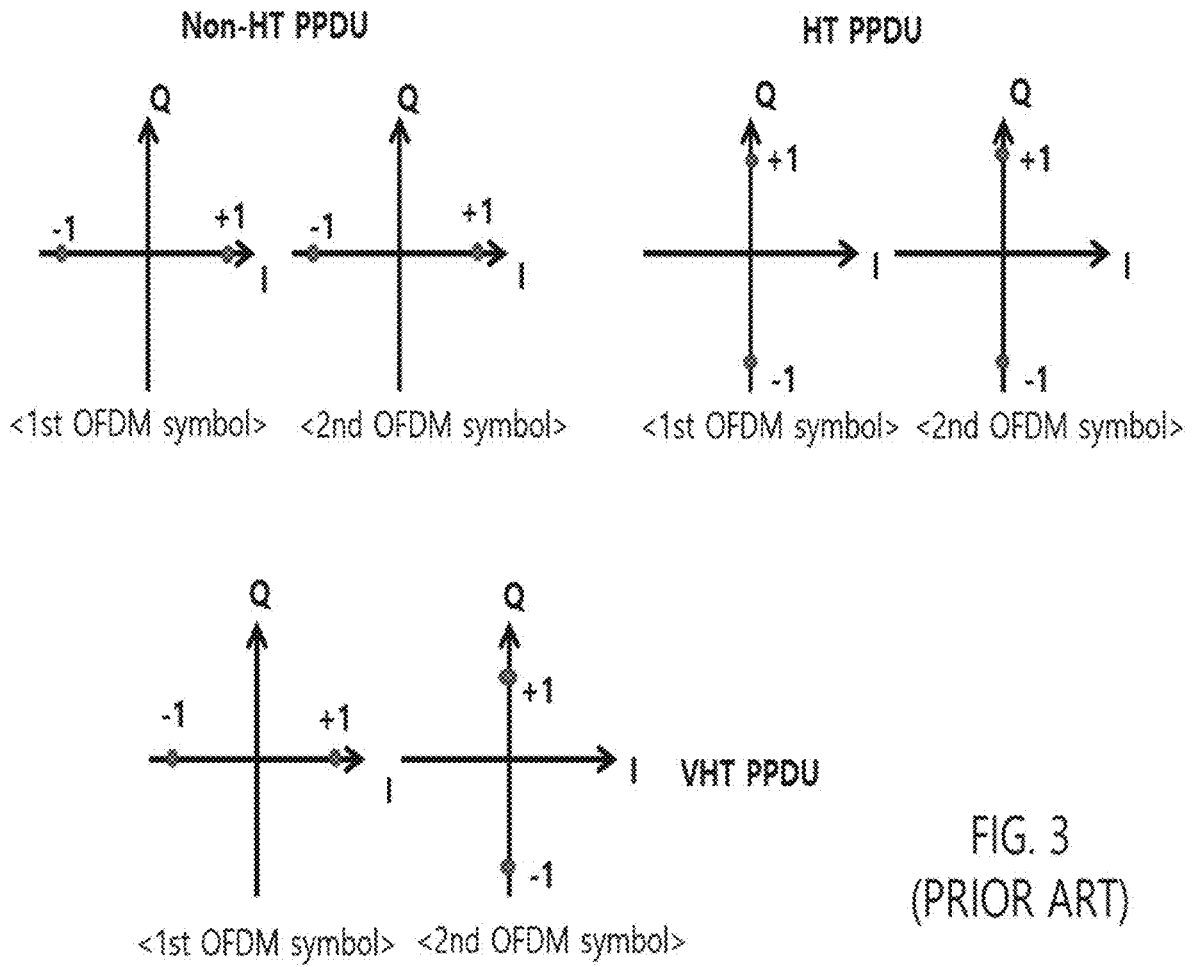 Non-HT PPDU
HT PPDU
Q
Q
Q
Q
-1
+1
I
-1
+1
I
+1
I
-1
+1
I
-1
<1st OFDM symbol>
<2nd OFDM symbol>
<1st OFDM symbol>
<2nd OFDM symbol>
Q
Q
-1
+1
I
+1
I
-1
VHT PPDU
<1st OFDM symbol>
<2nd OFDM symbol>
FIG. 3
(PRIOR ART)